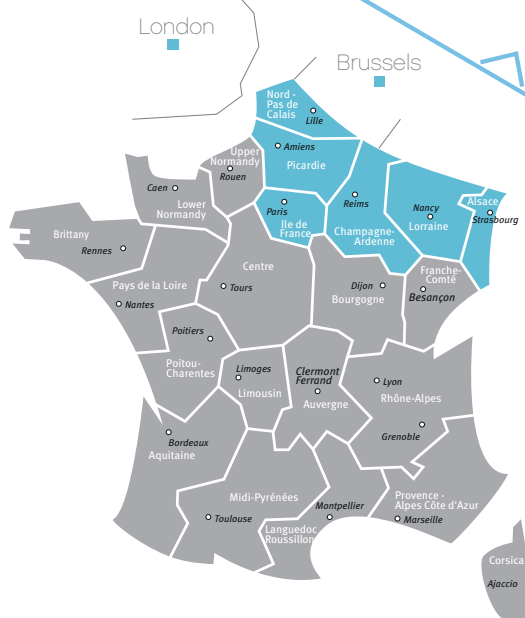 London
Brussels
Nord -
Pas de
Calais
Lille
Amiens
Picardie
Upper
Normandy
Rouen
Caen
Lower
Normandy
Paris
Ile de
France
Reims
Champagne-
Ardenne
Nancy
Lorraine
Alsace
Strasbourg
Brittany
Rennes
Pays de la Loire
Nantes
Centre
Tours
Dijon
Bourgogne
Franche-
Comté
Besançon
Poitiers
Poitou-
Charentes
Limoges
Limousin
Clermont
Ferrand
Auvergne
Lyon
Rhône-Alpes
Grenoble
Bordeaux
Aquitaine
Midi-Pyrénées
Toulouse
Montpellier
Languedoc
Roussillon
Provence -
Alpes Côte d'Azur
Marseille
Corsica
Ajaccio